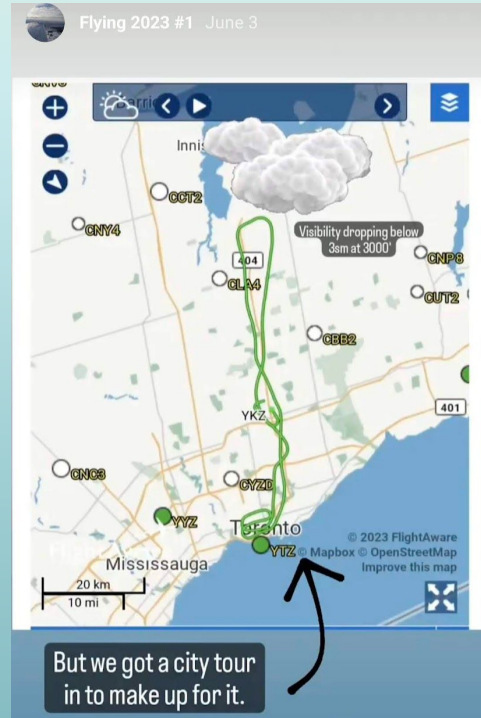 Flying 2023 #1 June 3
Barrie
Innis
CCT2
CNY4
Visibility dropping below
3sm at 3000'
404
CNP8
CLA4
CUT2
CBB2
401
YKZ
CNC3
CYZD
YYZ
Toronto
YTZ
© 2023 FlightAware
© Mapbox © OpenStreetMap
Improve this map
Mississauga
20 km
10 mi
But we got a city tour
in to make up for it.